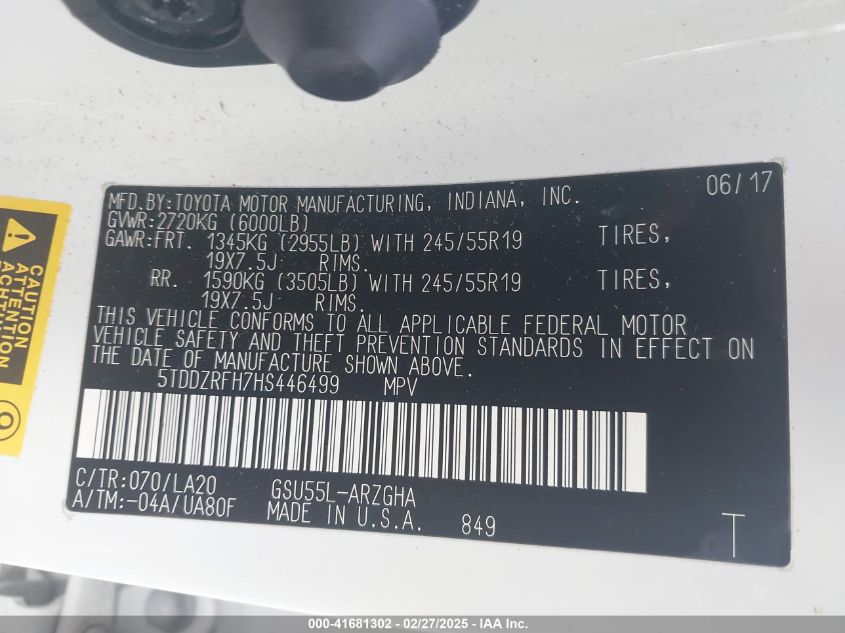 MFD.BY:TOYOTA MOTOR MANUFACTURING, INDIANA, INC. 06/17
GVWR:2720KG (6000LB)
GAWR:FRT. 1345KG (2955LB) WITH 245/55R19 TIRES,
19X7.5J RIMS.
RR. 1590KG (3505LB) WITH 245/55R19 TIRES,
19X7.5J RIMS.
THIS VEHICLE CONFORMS TO ALL APPLICABLE FEDERAL MOTOR
VEHICLE SAFETY AND THEFT PREVENTION STANDARDS IN EFFECT ON
THE DATE OF MANUFACTURE SHOWN ABOVE.
5TDDZRFH7HS446499 MPV
C/TR:070/LA20 GSU55L-ARZGHA
A/TM:-04A/UA80F MADE IN U.S.A. 849
T
CAUTION
ATTENTION
ACHTUNG
000-41681302 - 02/27/2025 - IAA Inc.